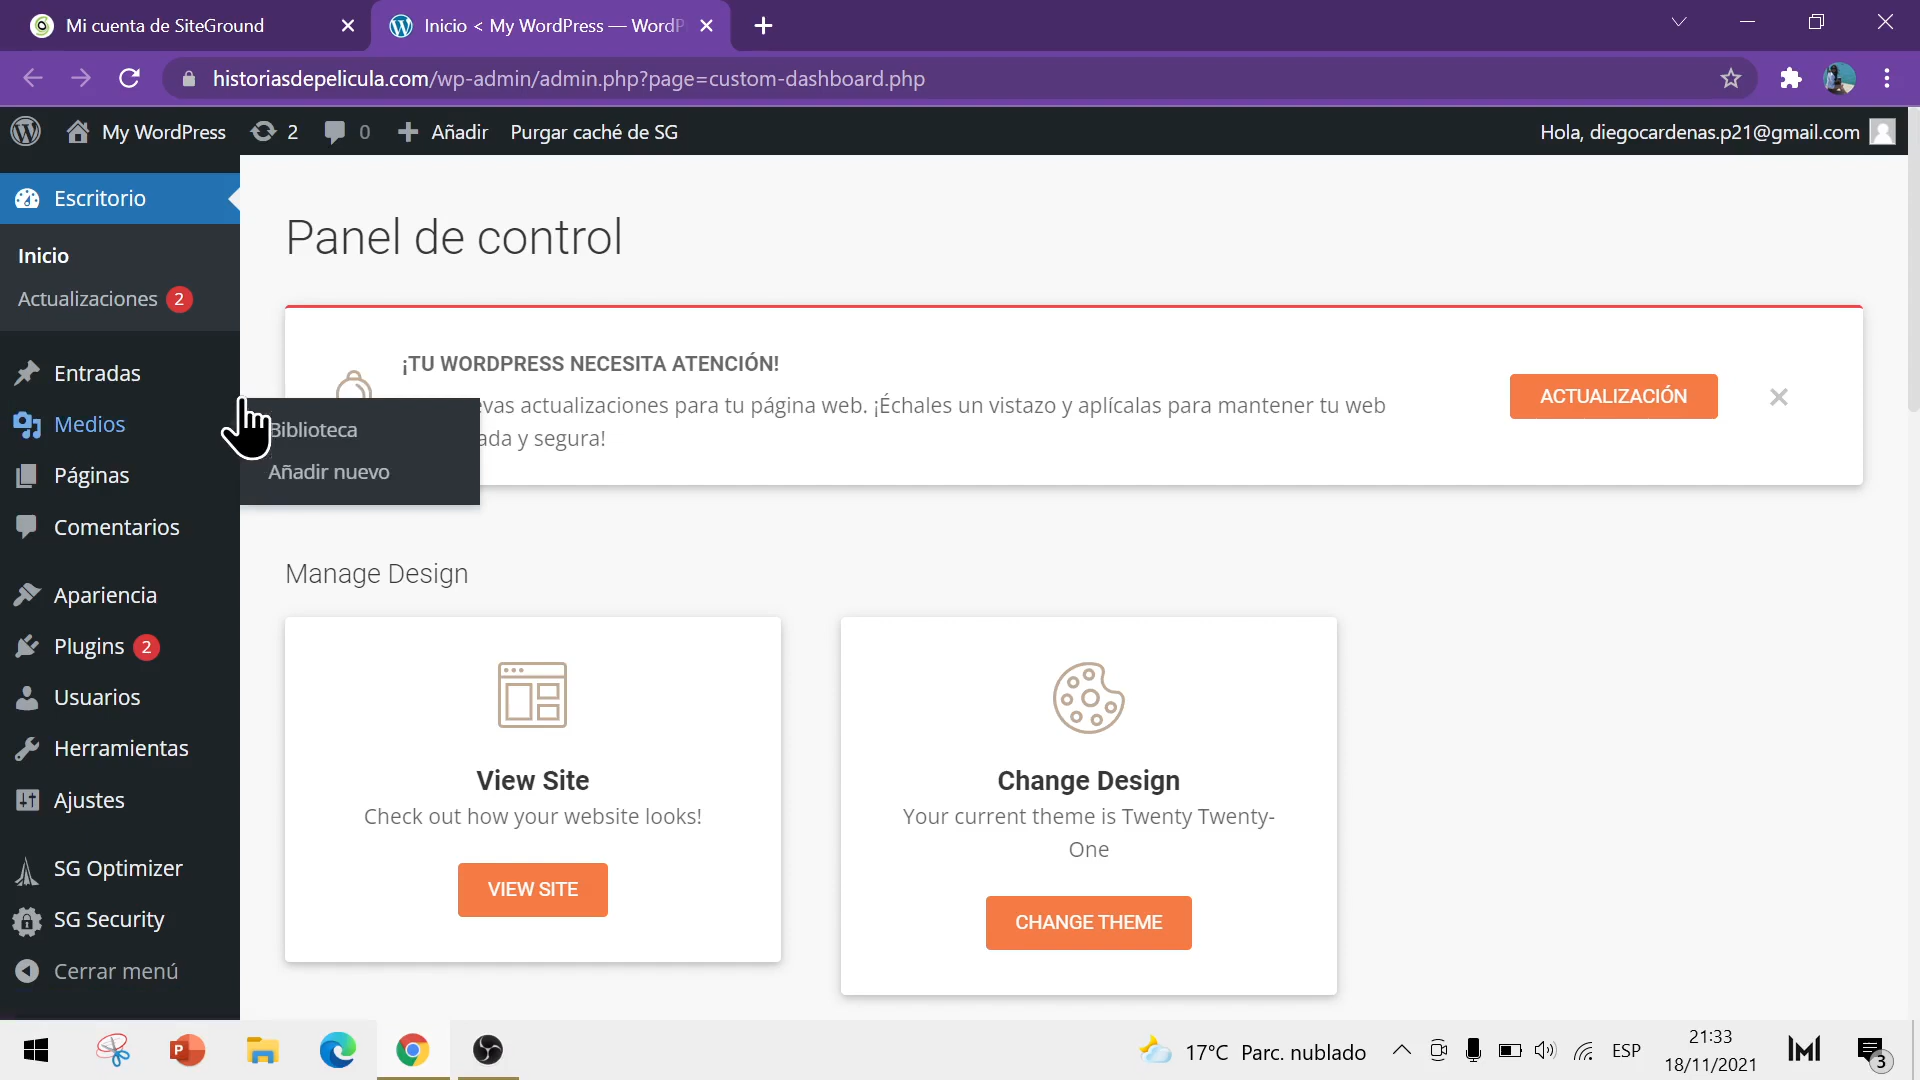 Mi cuenta de SiteGround
Inicio < My WordPress — WordP
historiasdepelicula.com/wp-admin/admin.php?page=custom-dashboard.php
My WordPress 2 0 Añadir Purgar caché de SG
Hola, diegocardenas.p21@gmail.com
Escritorio
Inicio
Actualizaciones 2
Entradas
Medios
Páginas
Comentarios
Apariencia
Plugins 2
Usuarios
Herramientas
Ajustes
SG Optimizer
SG Security
Cerrar menú
Biblioteca
Añadir nuevo
Panel de control
¡TU WORDPRESS NECESITA ATENCIÓN!
evas actualizaciones para tu página web. ¡Échales un vistazo y aplícalas para mantener tu web
ada y segura!
ACTUALIZACIÓN
Manage Design
View Site
Check out how your website looks!
VIEW SITE
Change Design
Your current theme is Twenty Twenty-
One
CHANGE THEME
17°C Parc. nublado
ESP
21:33
18/11/2021
3